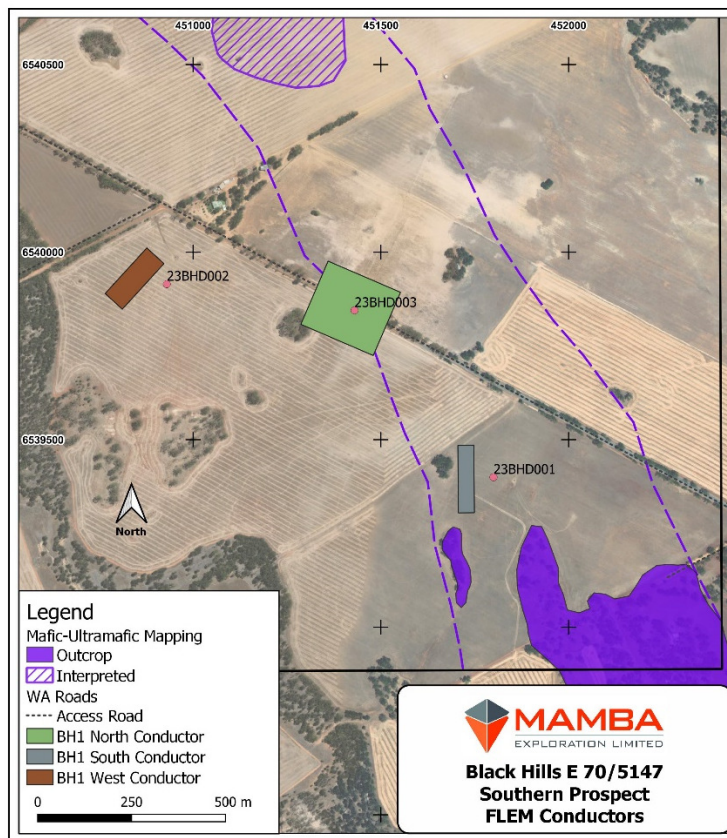 451000
451500
452000
6540500
6540000
23BHD002
23BHD003
6539500
23BHD001
North
Legend
Mafic-Ultramafic Mapping
Outcrop
Interpreted
WA Roads
Access Road
BH1 North Conductor
BH1 South Conductor
BH1 West Conductor
0 250 500 m
MAMBA
EXPLORATION LIMITED
Black Hills E 70/5147
Southern Prospect
FLEM Conductors